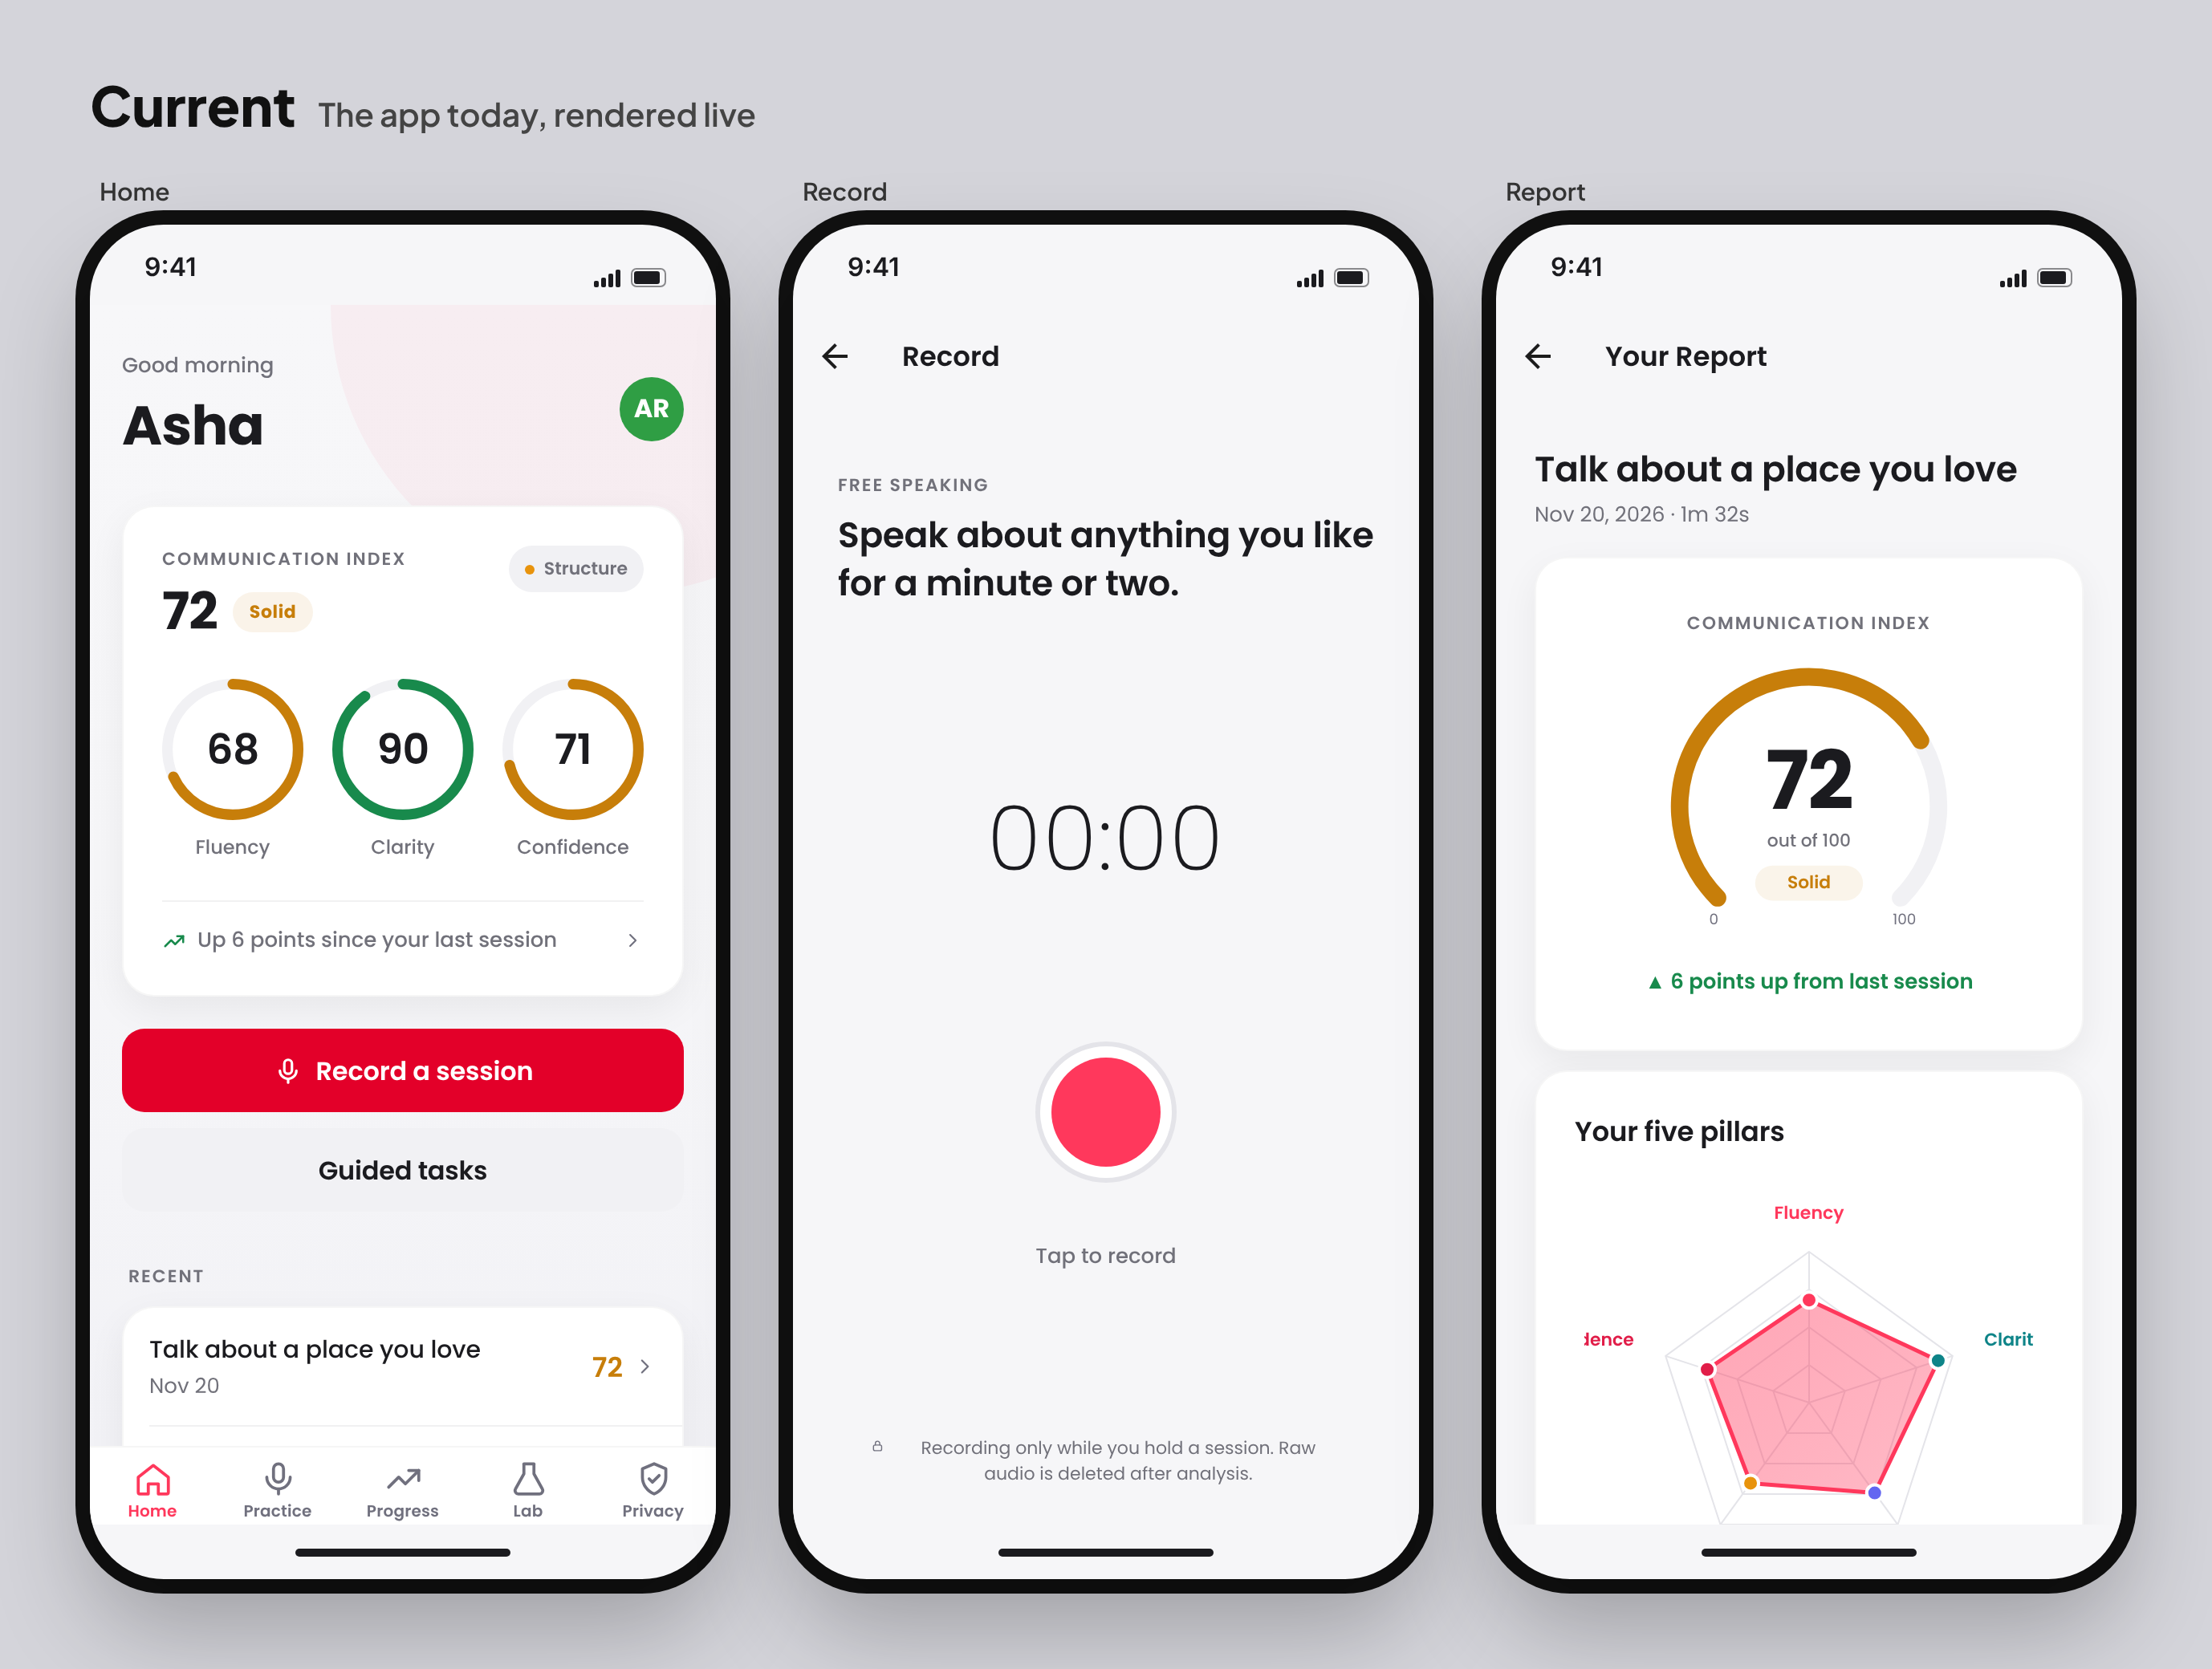 Current The app today, rendered live
Home
9:41
Good morning
Asha
AR
COMMUNICATION INDEX
Structure
72 Solid
68 90 71
Fluency Clarity Confidence
Up 6 points since your last session
Record a session
Guided tasks
RECENT
Talk about a place you love
Nov 20
72
Home Practice Progress Lab Privacy
Record
9:41
Record
FREE SPEAKING
Speak about anything you like
for a minute or two.
00:00
Tap to record
Recording only while you hold a session. Raw
audio is deleted after analysis.
Report
9:41
Your Report
Talk about a place you love
Nov 20, 2026 · 1m 32s
COMMUNICATION INDEX
72
out of 100
Solid
0 100
▲ 6 points up from last session
Your five pillars
Fluency
dence Clarit